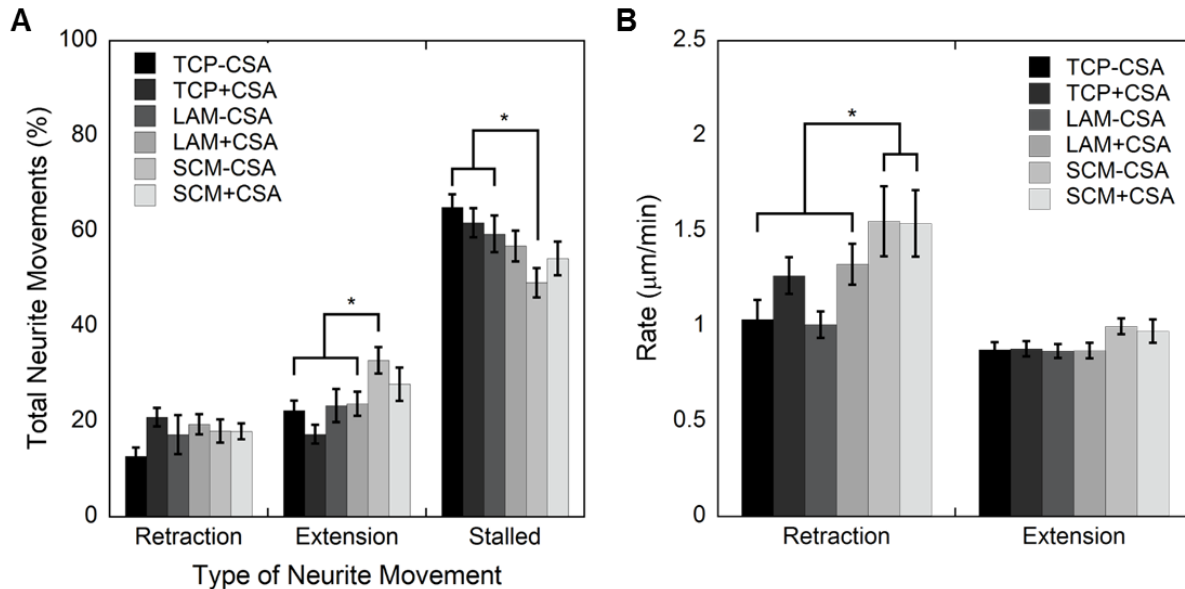 A
Total Neurite Movements (%)
100
80
60
40
20
0
TCP-CSA
TCP+CSA
LAM-CSA
LAM+CSA
SCM-CSA
SCM+CSA
*
*
Retraction
Extension
Stalled
Type of Neurite Movement
B
Rate (μm/min)
2.5
2
1.5
1
0.5
0
TCP-CSA
TCP+CSA
LAM-CSA
LAM+CSA
SCM-CSA
SCM+CSA
*
Retraction
Extension